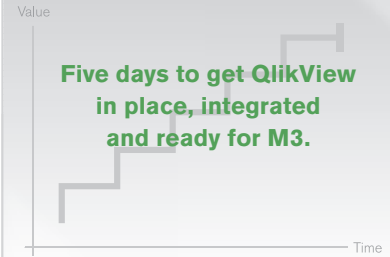 Value
Five days to get QlikView
in place, integrated
and ready for M3.
Time